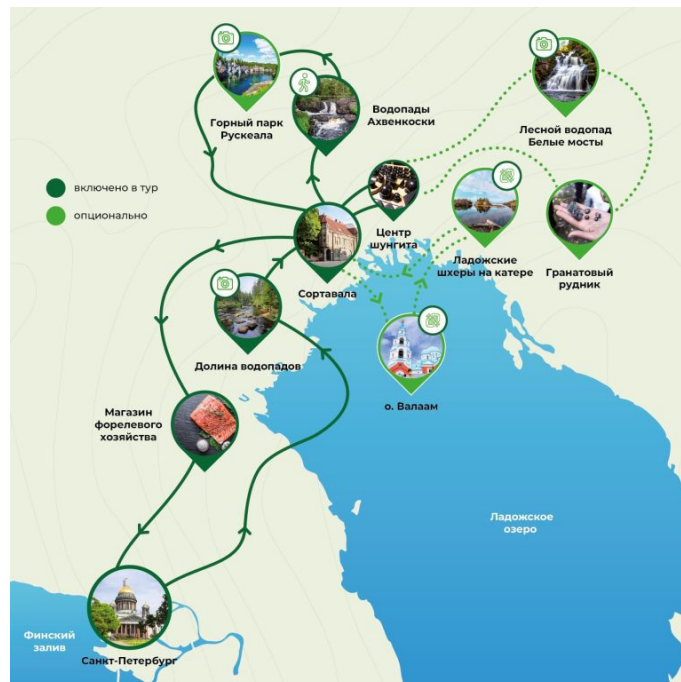 Горный парк
Рускеала
Водопады
Ахвенкоски
Лесной водопад
Белые мосты
включено в тур
опционально
Центр
шунгита
Ладожские
шхеры на катере
Гранатовый
рудник
Сортавала
Долина водопадов
о. Валаам
Магазин
форелевого
хозяйства
Ладожское
озеро
Финский
залив
Санкт-Петербург